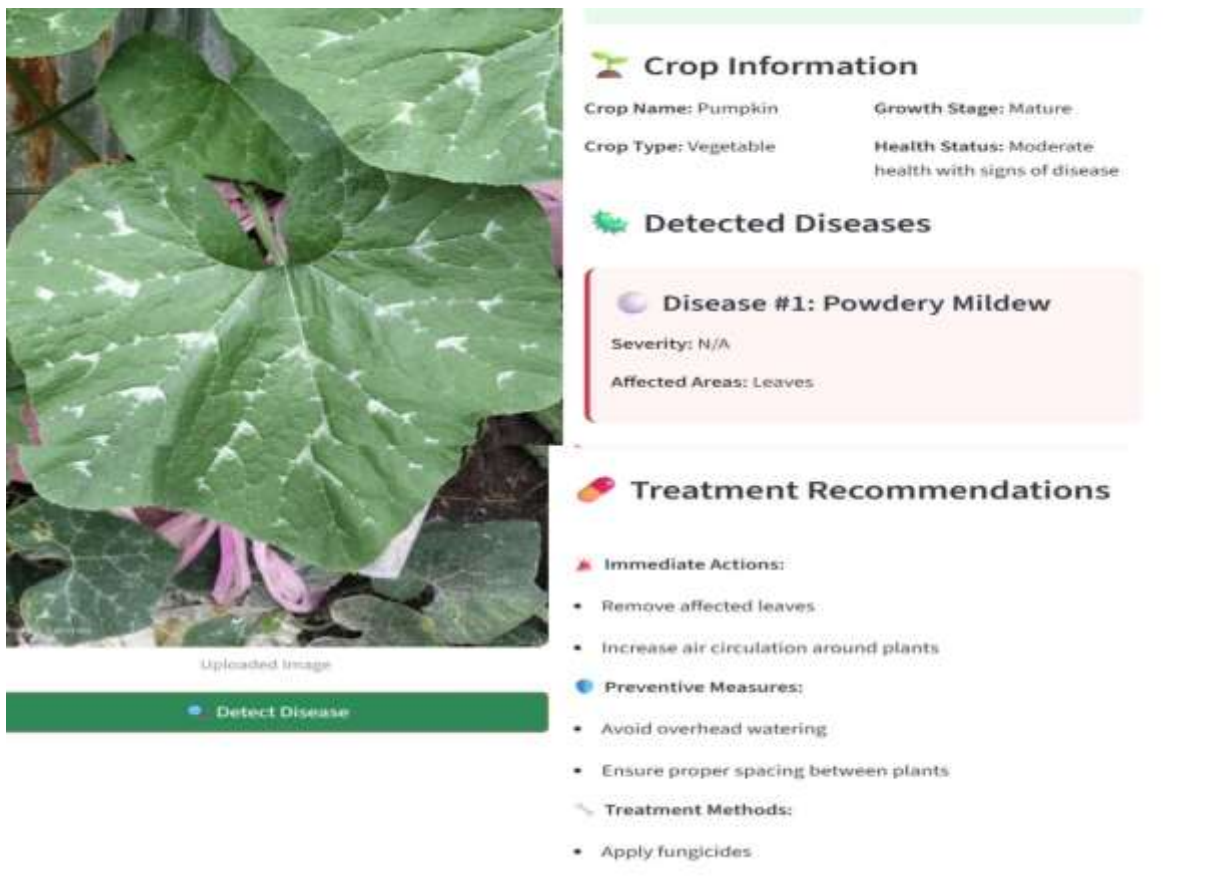 Crop Information
Crop Name: Pumpkin
Growth Stage: Mature
Crop Type: Vegetable
Health Status: Moderate
health with signs of disease
Detected Diseases
Disease #1: Powdery Mildew
Severity: N/A
Affected Areas: Leaves
Treatment Recommendations
Immediate Actions:
• Remove affected leaves
• Increase air circulation around plants
Preventive Measures:
• Avoid overhead watering
• Ensure proper spacing between plants
Treatment Methods:
• Apply fungicides
Uploaded Image
Detect Disease